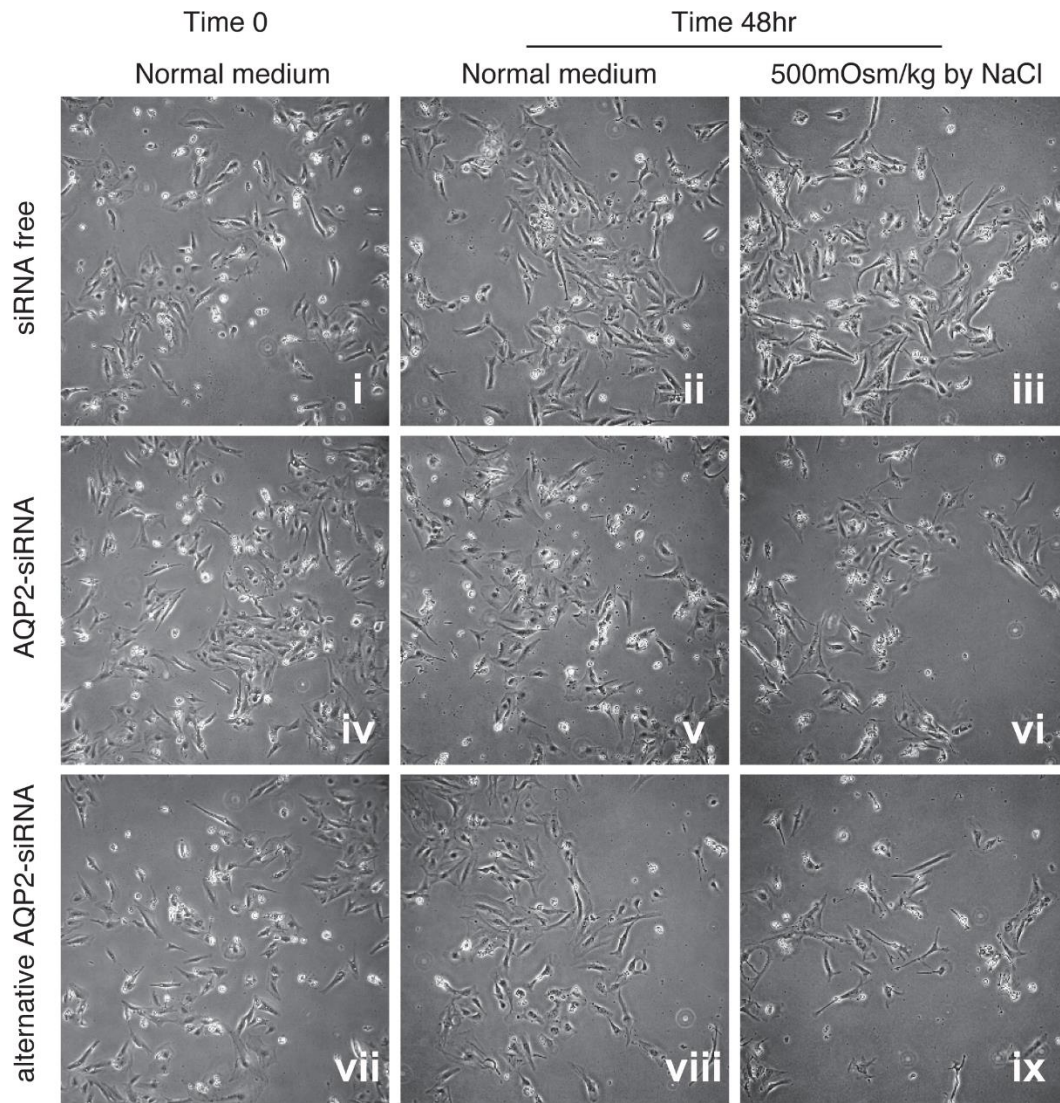 Time 0
Time 48hr
Normal medium
Normal medium
500mOsm/kg by NaCl
siRNA free
i
ii
iii
AQP2-siRNA
iv
v
vi
alternative AQP2-siRNA
vii
viii
ix